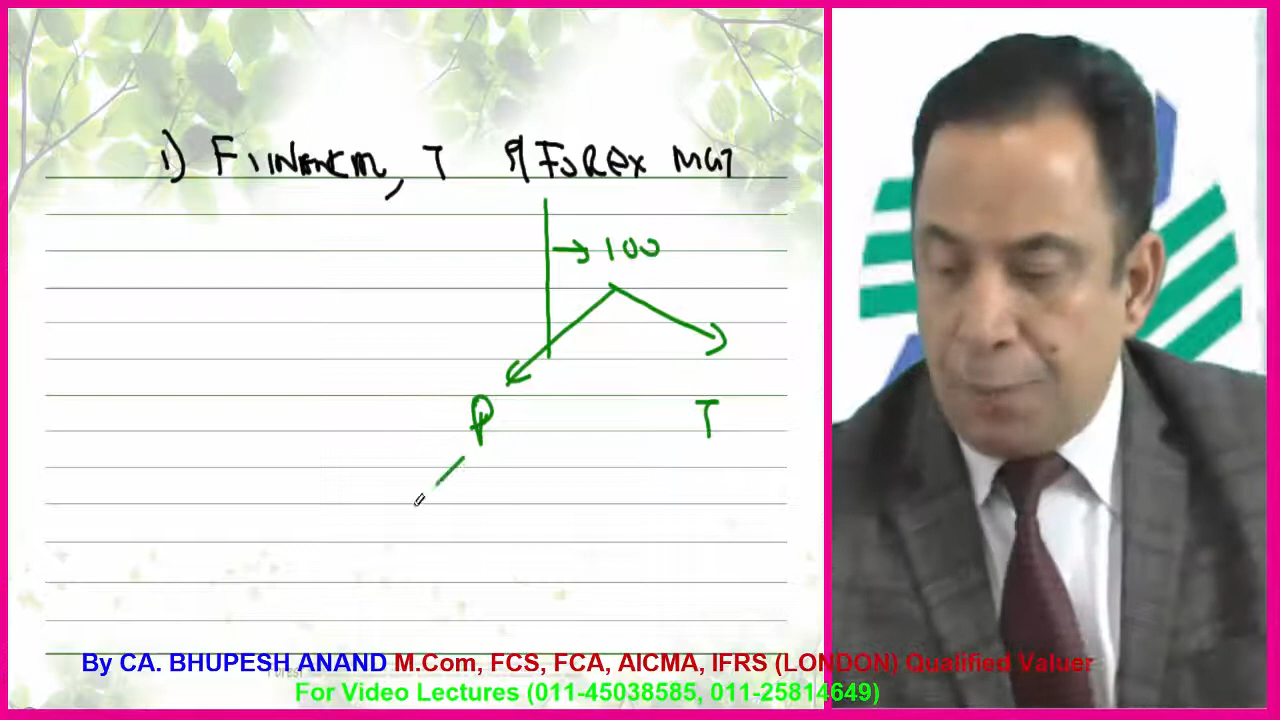 1) FIINANCIA, T & FOREX MGT
→ 100
P T
By CA. BHUPESH ANAND M.Com, FCS, FCA, AICMA, IFRS (LONDON) Qualified Valuer
For Video Lectures (011-45038585, 011-25814649)